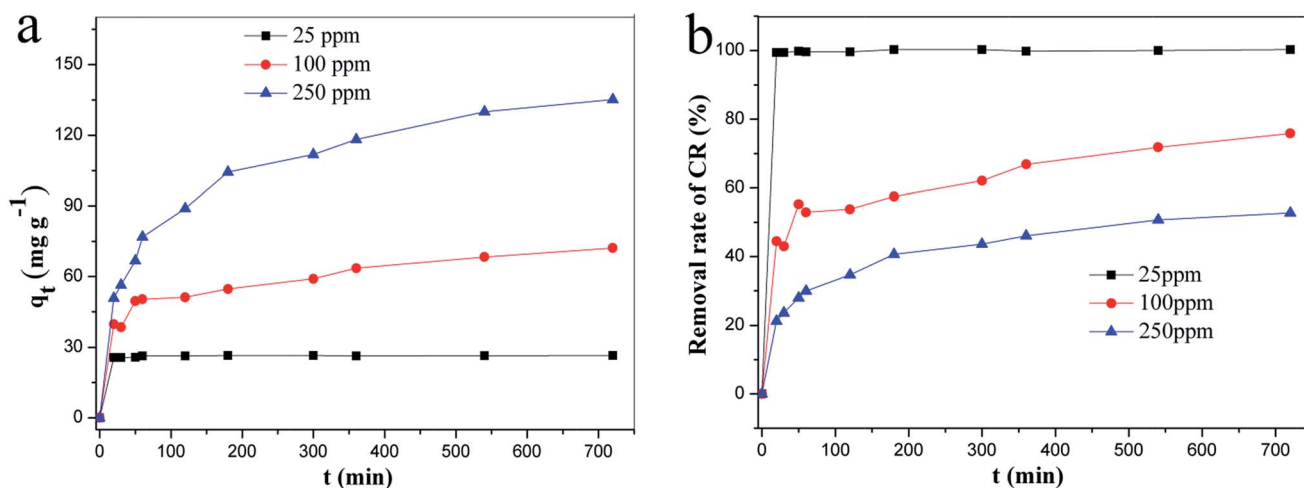 a
25 ppm
100 ppm
250 ppm
150
120
90
60
30
0
q_t (mg g^-1)
0 100 200 300 400 500 600 700
t (min)
b
100
80
60
40
20
0
Removal rate of CR (%)
25ppm
100ppm
250ppm
0 100 200 300 400 500 600 700
t (min)